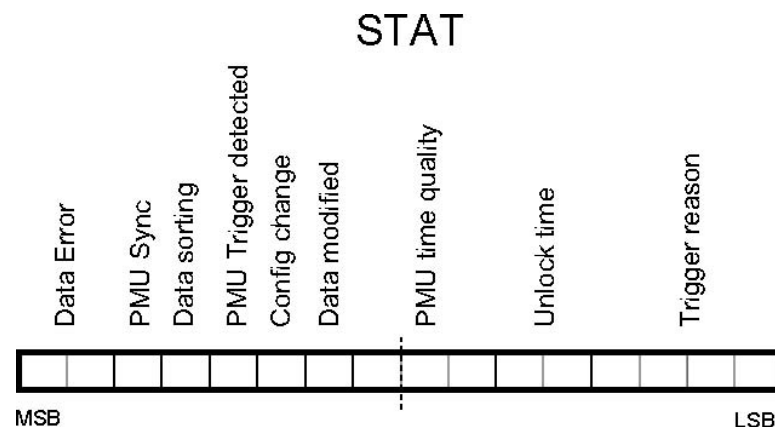 STAT
Data Error
PMU Sync
Data sorting
PMU Trigger detected
Config change
Data modified
PMU time quality
Unlock time
Trigger reason
MSB
LSB